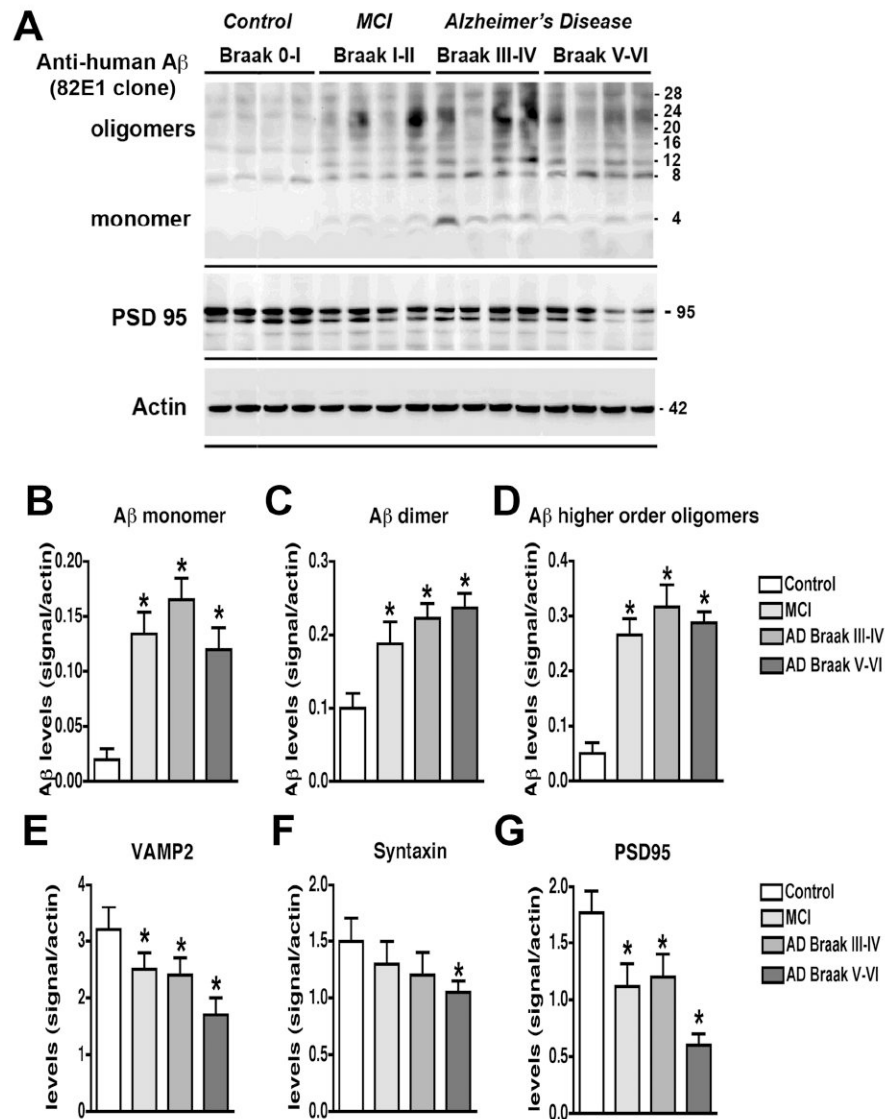 A
Control MCI Alzheimer's Disease
Braak 0-I Braak I-II Braak III-IV Braak V-VI
Anti-human Aβ
(82E1 clone)
oligomers
monomer
- 28
- 24
- 20
- 16
- 12
- 8
- 4
PSD 95
- 95
Actin
- 42
B
Aβ monomer
Aβ levels (signal/actin)
0.20
0.15
0.10
0.05
0.00
* * *
C
Aβ dimer
Aβ levels (signal/actin)
0.3
0.2
0.1
0.0
* * *
D
Aβ higher order oligomers
Aβ levels (signal/actin)
0.4
0.3
0.2
0.1
0.0
* * *
Control
MCI
AD Braak III-IV
AD Braak V-VI
E
VAMP2
levels (signal/actin)
4
3
2
1
0
* * *
F
Syntaxin
levels (signal/actin)
2.0
1.5
1.0
0.5
0.0
*
G
PSD95
levels (signal/actin)
2.0
1.5
1.0
0.5
0.0
* * *
Control
MCI
AD Braak III-IV
AD Braak V-VI